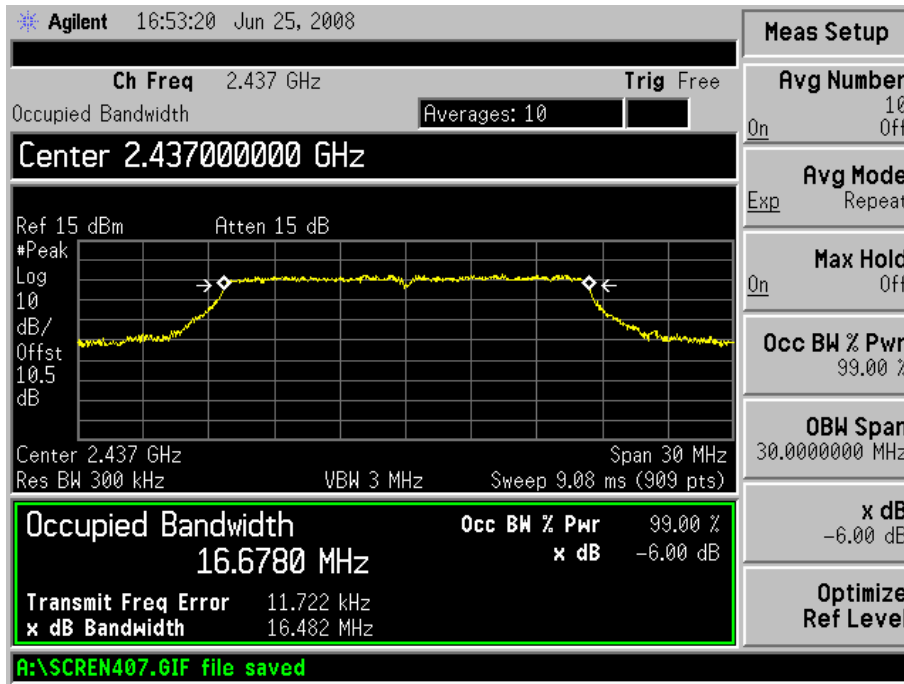 Agilent 16:53:20 Jun 25, 2008
Ch Freq 2.437 GHz Trig Free
Occupied Bandwidth Averages: 10
Center 2.437000000 GHz
Ref 15 dBm Atten 15 dB
#Peak
Log
10
dB/
Offst
10.5
dB
Center 2.437 GHz Span 30 MHz
Res BW 300 kHz VBW 3 MHz Sweep 9.08 ms (909 pts)
Occupied Bandwidth Occ BW % Pwr 99.00 %
16.6780 MHz x dB -6.00 dB
Transmit Freq Error 11.722 kHz
x dB Bandwidth 16.482 MHz
A:\SCREN407.GIF file saved
Meas Setup
Avg Number
10
On Off
Avg Mode
Exp Repeat
Max Hold
On Off
Occ BW % Pwr
99.00 %
OBW Span
30.0000000 MHz
x dB
-6.00 dB
Optimize
Ref Level